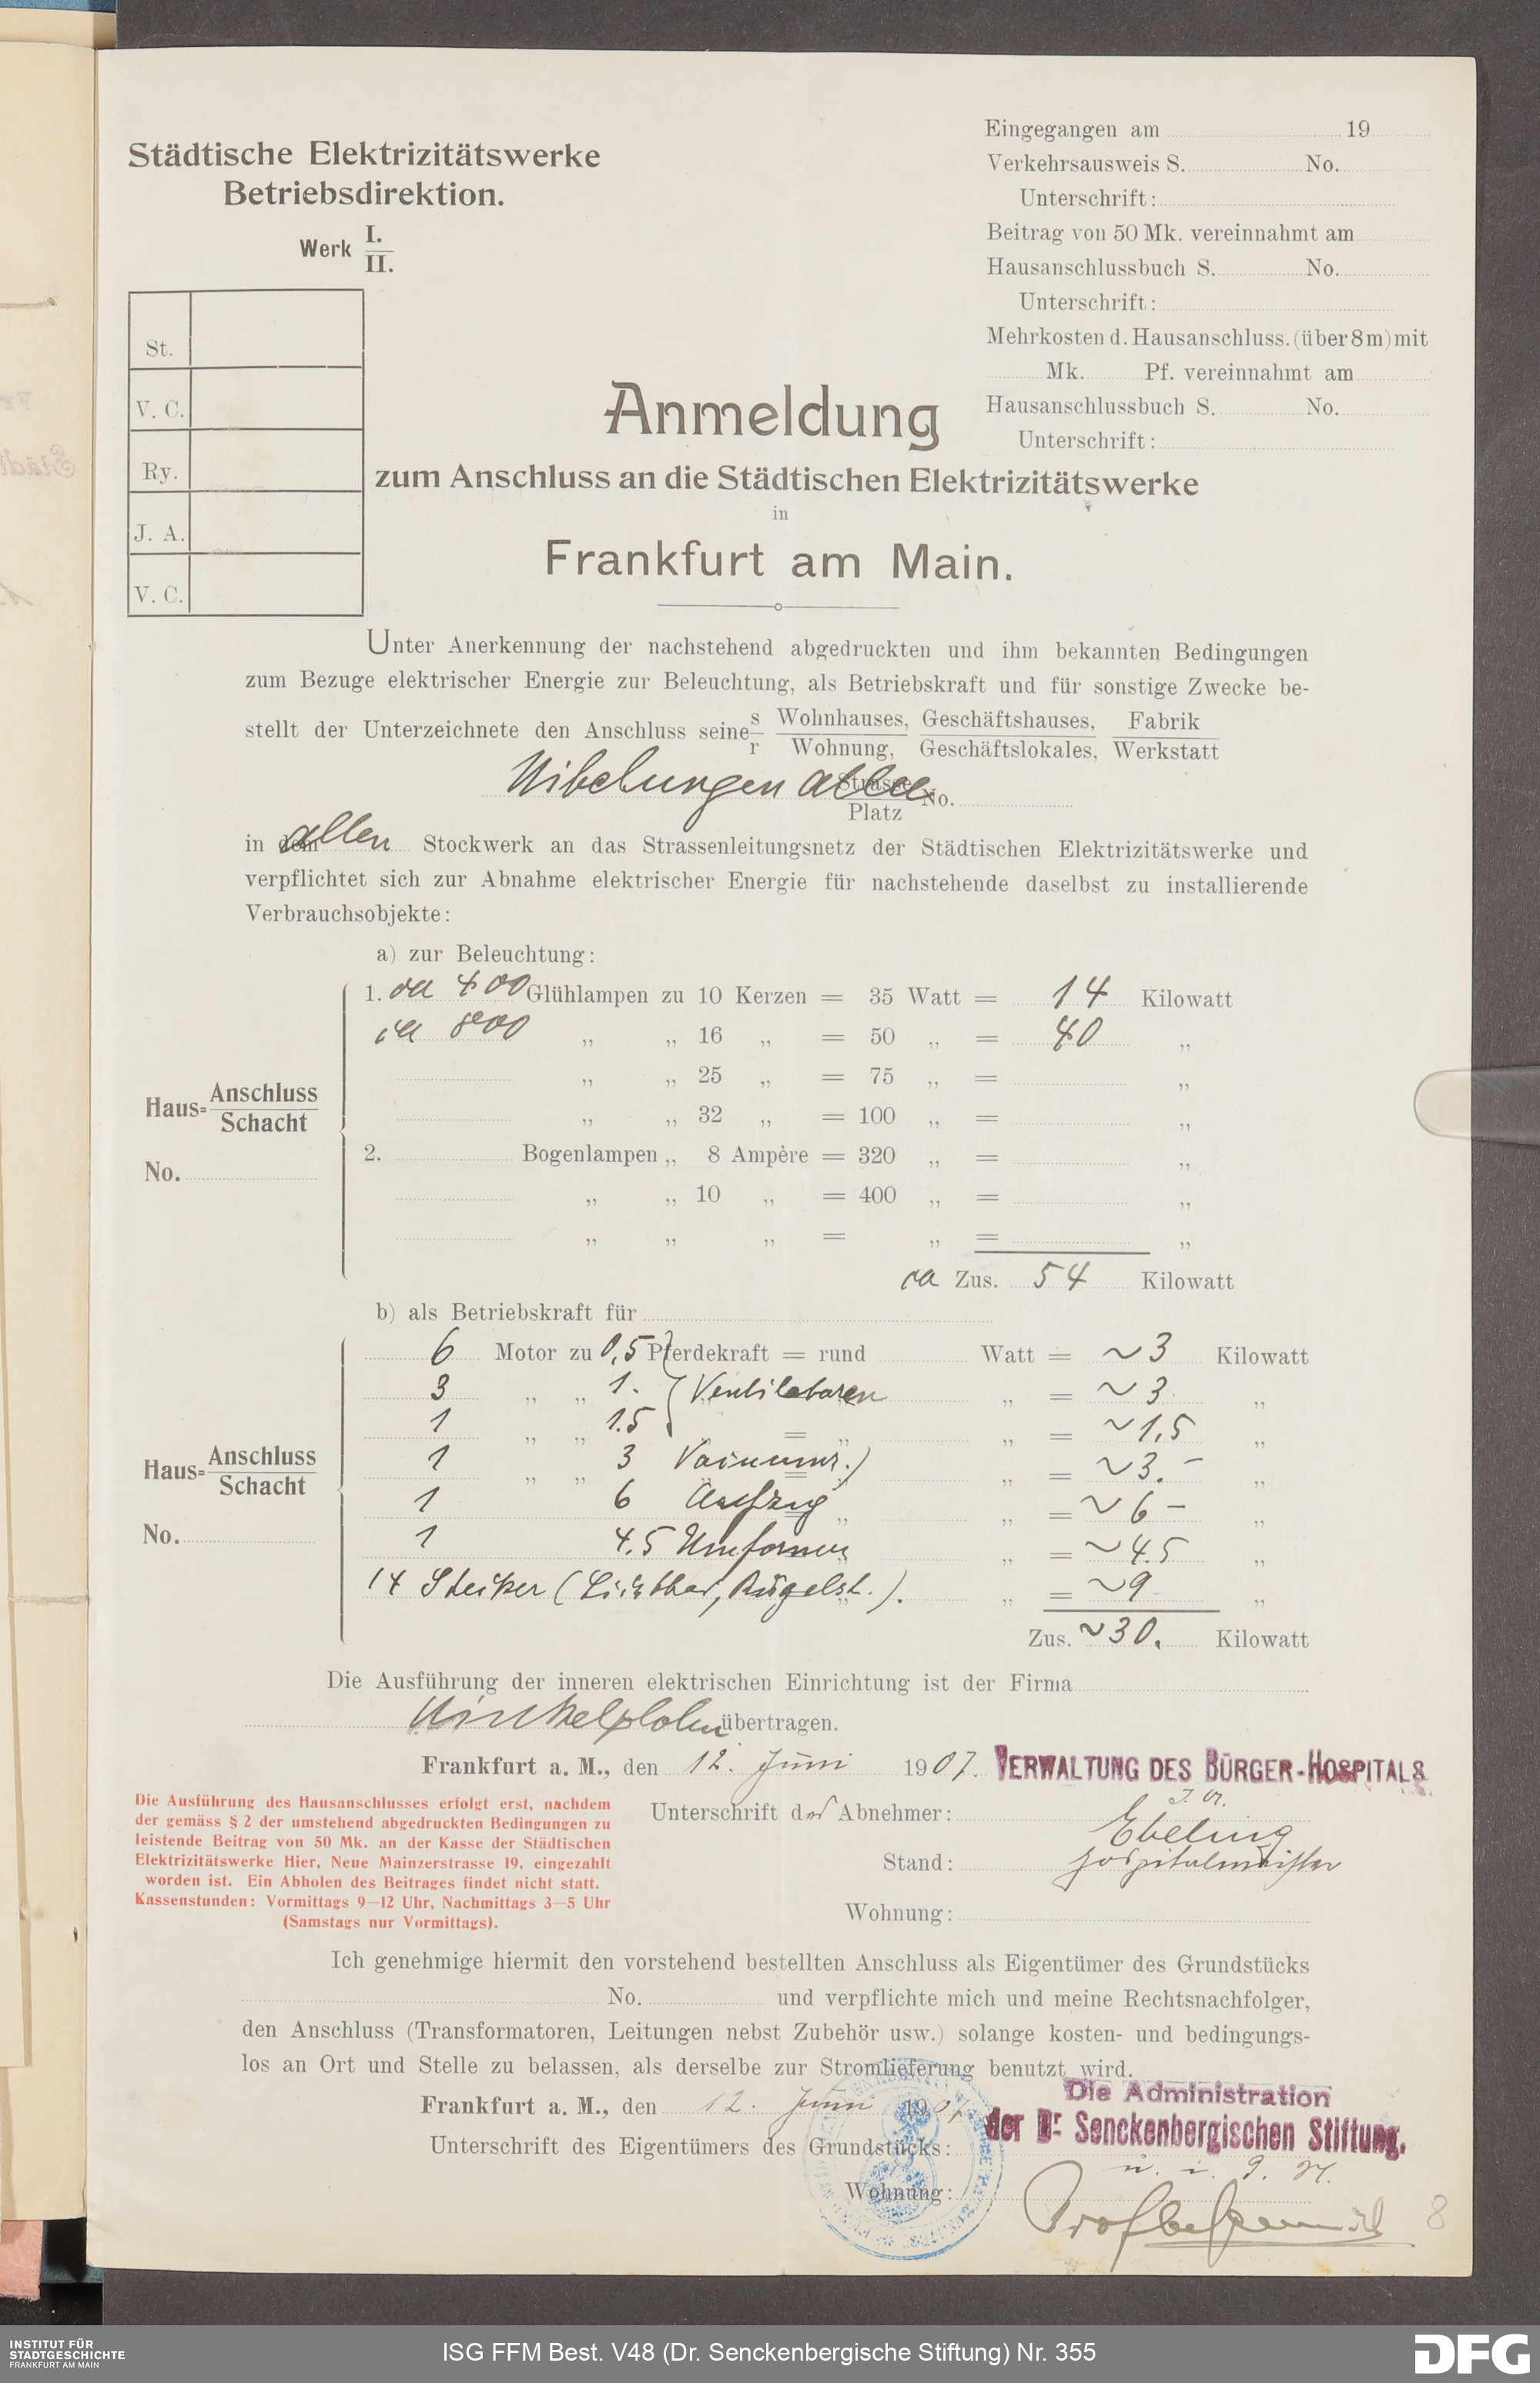 Städtische Elektrizitätswerke
Betriebsdirektion.
Werk I.
II.
St.
V. C.
Ry.
J. A.
V. C.
Eingegangen am 19
Verkehrsausweis S. No.
Unterschrift:
Beitrag von 50 Mk. vereinnahmt am
Hausanschlussbuch S. No.
Unterschrift:
Mehrkosten d. Hausanschluss. (über 8 m) mit
Mk. Pf. vereinnahmt am
Hausanschlussbuch S. No.
Unterschrift:
Anmeldung
zum Anschluss an die Städtischen Elektrizitätswerke
in
Frankfurt am Main.
Unter Anerkennung der nachstehend abgedruckten und ihm bekannten Bedingungen
zum Bezuge elektrischer Energie zur Beleuchtung, als Betriebskraft und für sonstige Zwecke be-
stellt der Unterzeichnete den Anschluss seine s Wohnhauses, Geschäftshauses, Fabrik
r Wohnung, Geschäftslokales, Werkstatt
Nibelungen allee Strasse No.
Platz
in dem allen Stockwerk an das Strassenleitungsnetz der Städtischen Elektrizitätswerke und
verpflichtet sich zur Abnahme elektrischer Energie für nachstehende daselbst zu installierende
Verbrauchsobjekte:
a) zur Beleuchtung:
1. ca 400 Glühlampen zu 10 Kerzen = 35 Watt = 14 Kilowatt
ca 800 „ „ 16 „ = 50 „ = 40 „
„ „ 25 „ = 75 „ = „
„ „ 32 „ = 100 „ = „
Haus= Anschluss
Schacht
No.
2. Bogenlampen „ 8 Ampère = 320 „ = „
„ „ 10 „ = 400 „ = „
„ „ „ = „ = „
ca Zus. 54 Kilowatt
b) als Betriebskraft für
6 Motor zu 0,5 Pferdekraft = rund Watt = ~3 Kilowatt
3 „ „ 1. Ventilatoren „ = ~3. „
1 „ „ 1.5 = „ „ = ~1,5 „
1 „ „ 3 Vacuumr.) = „ = ~3.– „
1 6 Aufzug „ „ = ~6 – „
1 4.5 Umformer „ = ~4.5 „
14 Stecker (Lichtbad, Bügelst.). „ = ~9 „
Haus= Anschluss
Schacht
No.
Zus. ~30. Kilowatt
Die Ausführung der inneren elektrischen Einrichtung ist der Firma
übertragen.
Frankfurt a. M., den 12. Juni 1907. VERWALTUNG DES BÜRGER-HOSPITALS
I. A.
Unterschrift des Abnehmer: Ebeling
Stand: Hospitalmeister
Wohnung:
Die Ausführung des Hausanschlusses erfolgt erst, nachdem
der gemäss § 2 der umstehend abgedruckten Bedingungen zu
leistende Beitrag von 50 Mk. an der Kasse der Städtischen
Elektrizitätswerke Hier, Neue Mainzerstrasse 19, eingezahlt
worden ist. Ein Abholen des Beitrages findet nicht statt.
Kassenstunden: Vormittags 9—12 Uhr, Nachmittags 3—5 Uhr
(Samstags nur Vormittags).
Ich genehmige hiermit den vorstehend bestellten Anschluss als Eigentümer des Grundstücks
No. und verpflichte mich und meine Rechtsnachfolger,
den Anschluss (Transformatoren, Leitungen nebst Zubehör usw.) solange kosten- und bedingungs-
los an Ort und Stelle zu belassen, als derselbe zur Stromlieferung benutzt wird.
Frankfurt a. M., den 12. Juni 1907 Die Administration
der Dr. Senckenbergischen Stiftung.
Unterschrift des Eigentümers des Grundstücks:
Wohnung:
8
INSTITUT FÜR
STADTGESCHICHTE
FRANKFURT AM MAIN
ISG FFM Best. V48 (Dr. Senckenbergische Stiftung) Nr. 355
DFG